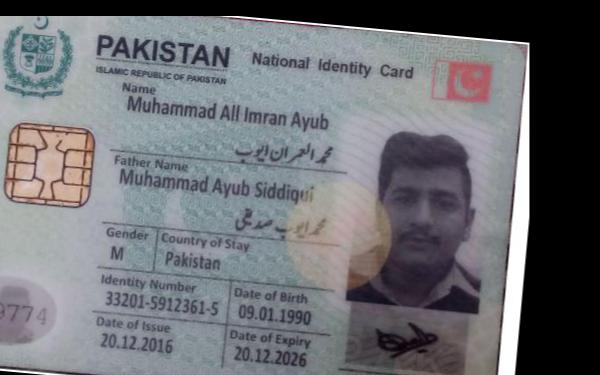 PAKISTAN National Identity Card
ISLAMIC REPUBLIC OF PAKISTAN
Name
Muhammad All Imran Ayub
محمد العمران ایوب
Father Name
Muhammad Ayub Siddiqui
محمد ایوب صدیقی
Gender Country of Stay
M Pakistan
Identity Number Date of Birth
33201-5912361-5 09.01.1990
Date of Issue Date of Expiry
20.12.2016 20.12.2026
9774